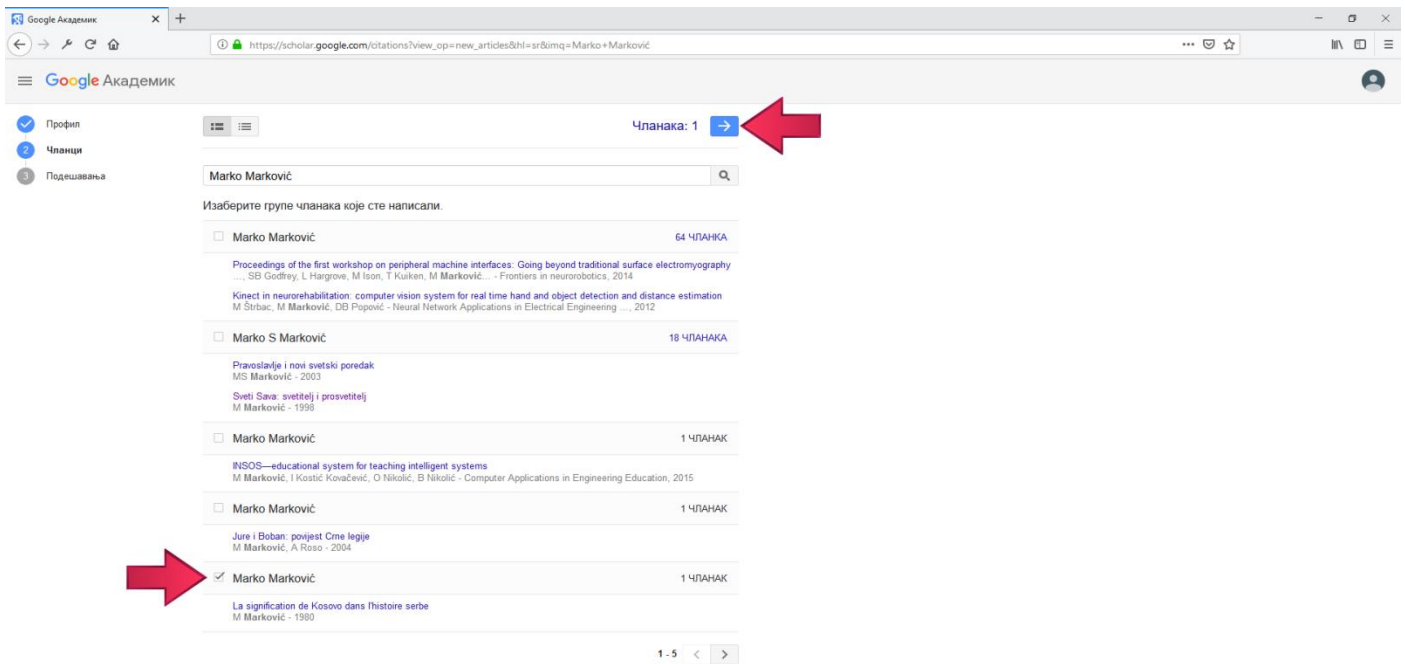 Google Академик
https://scholar.google.com/citations?view_op=new_articles&hl=sr&imq=Marko+Marković
Google Академик
Профил
2 Чланци
3 Подешавања
Чланака: 1
Marko Marković
Изаберите групе чланака које сте написали.
Marko Marković 64 ЧЛАНКА
Proceedings of the first workshop on peripheral machine interfaces: Going beyond traditional surface electromyography
…, SB Godfrey, L Hargrove, M Ison, T Kuiken, M Marković… - Frontiers in neurorobotics, 2014
Kinect in neurorehabilitation: computer vision system for real time hand and object detection and distance estimation
M Štrbac, M Marković, DB Popović - Neural Network Applications in Electrical Engineering …, 2012
Marko S Marković 18 ЧЛАНАКА
Pravoslavlje i novi svetski poredak
MS Marković - 2003
Sveti Sava: svetitelj i prosvetitelj
M Marković - 1998
Marko Marković 1 ЧЛАНАК
INSOS—educational system for teaching intelligent systems
M Marković, I Kostić Kovačević, O Nikolić, B Nikolić - Computer Applications in Engineering Education, 2015
Marko Marković 1 ЧЛАНАК
Jure i Boban: povijest Crne legije
M Marković, A Roso - 2004
Marko Marković 1 ЧЛАНАК
La signification de Kosovo dans l'histoire serbe
M Marković - 1980
1 - 5